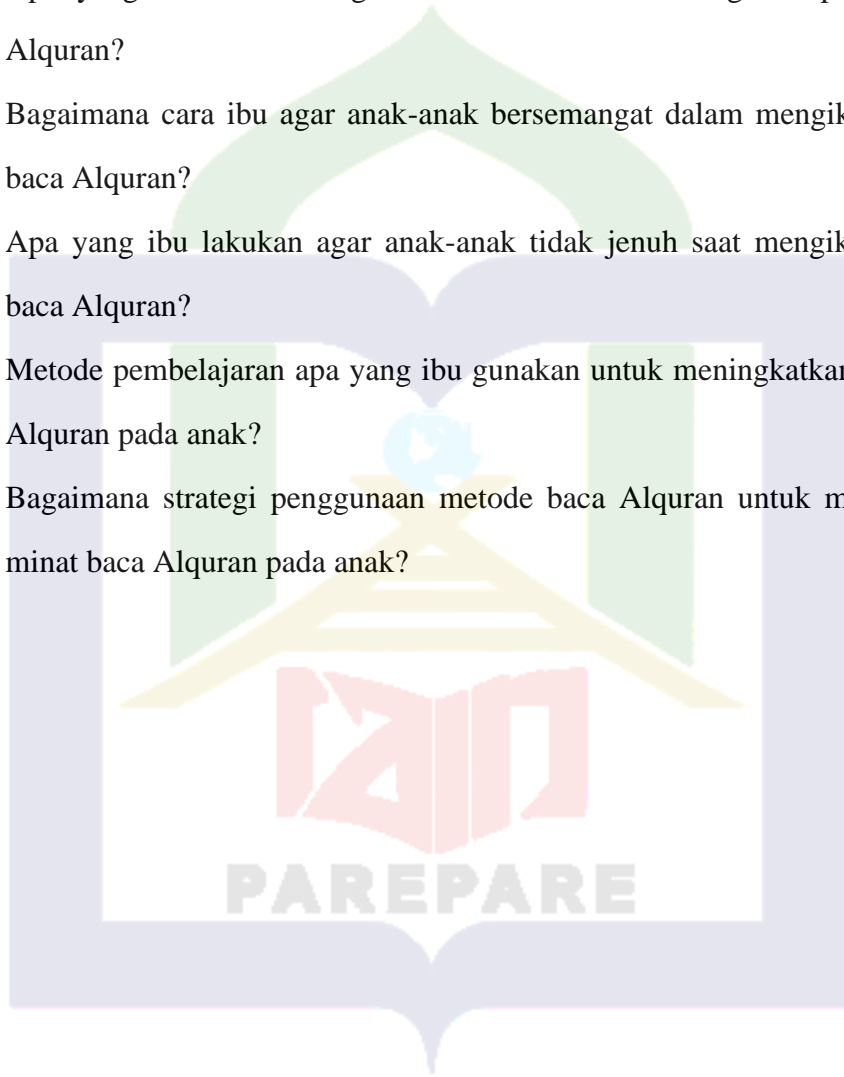 Alquran?
Bagaimana cara ibu agar anak-anak bersemangat dalam
baca Alquran?
Apa yang ibu lakukan agar anak-anak tidak jenuh saat
baca Alquran?
Metode pembelajaran apa yang ibu gunakan untuk meningkatkan
Alquran pada anak?
Bagaimana strategi penggunaan metode baca Alquran untuk
minat baca Alquran pada anak?
iain
PAREPARE